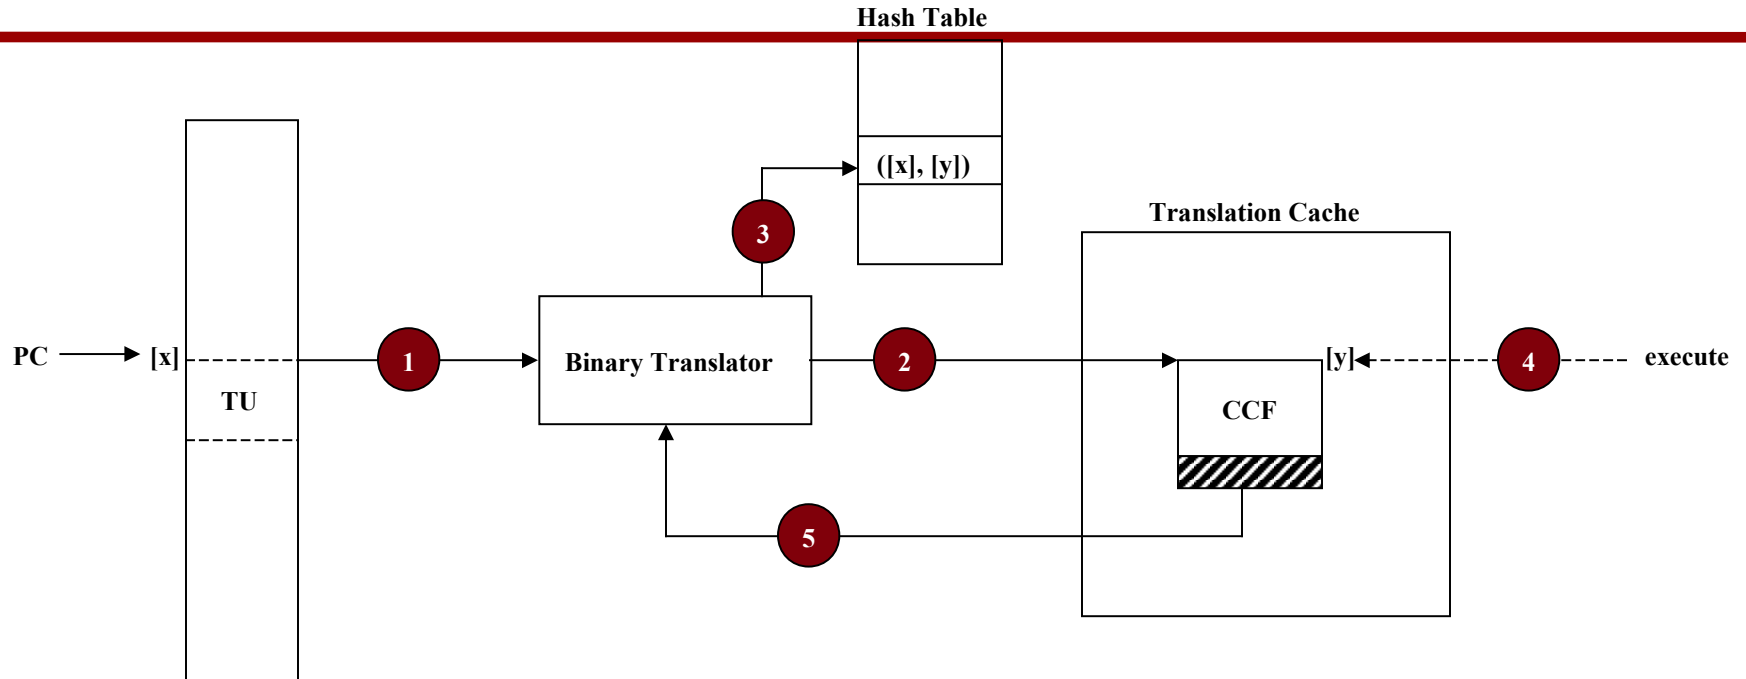 Hash Table
([x], [y])
3
Translation Cache
PC
[x]
1
Binary Translator
2
[y]
4
execute
TU
CCF
5